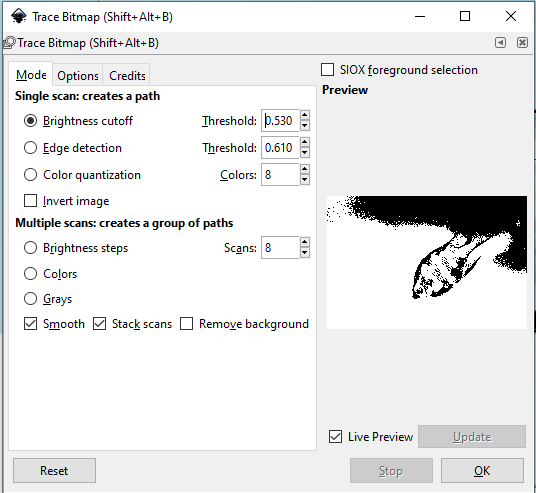 Trace Bitmap (Shift+Alt+B)
Trace Bitmap (Shift+Alt+B)
Mode Options Credits
SIOX foreground selection
Single scan: creates a path
Preview
Brightness cutoff Threshold: 0.530
Edge detection Threshold: 0.610
Color quantization Colors: 8
Invert image
Multiple scans: creates a group of paths
Brightness steps Scans: 8
Colors
Grays
Smooth Stack scans Remove background
Live Preview Update
Reset Stop OK